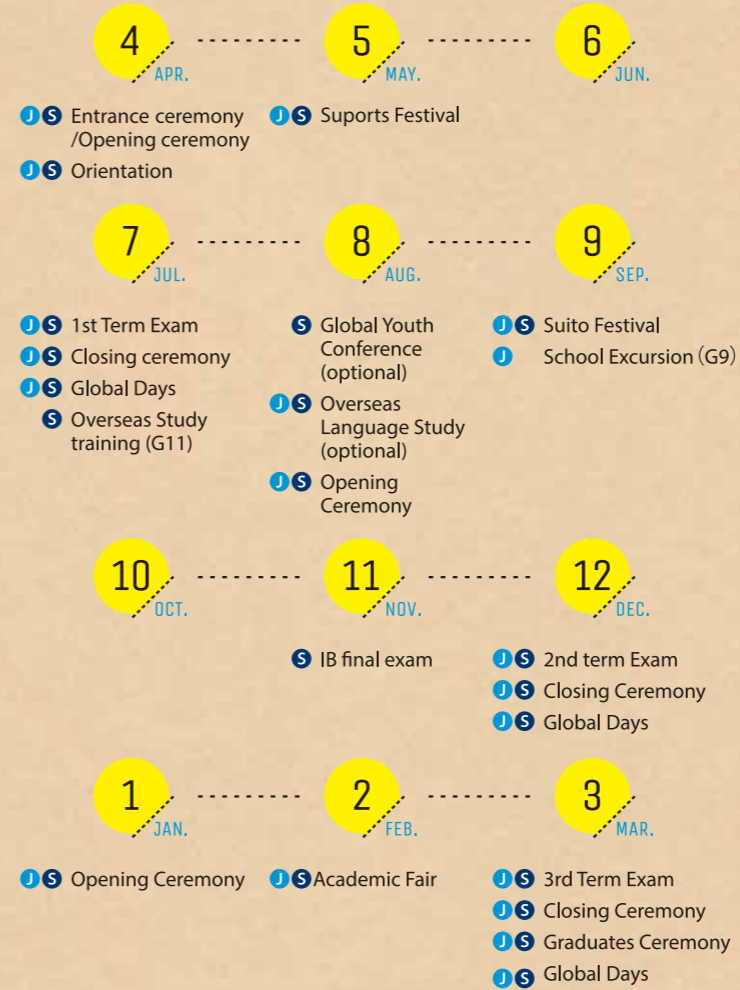 4
APR.
J S Entrance ceremony
/Opening ceremony
J S Orientation
5
MAY.
J S Suports Festival
6
JUN.
7
JUL.
J S 1st Term Exam
J S Closing ceremony
J S Global Days
S Overseas Study
training (G11)
8
AUG.
S Global Youth
Conference
(optional)
J S Overseas
Language Study
(optional)
J S Opening
Ceremony
9
SEP.
J S Suito Festival
J School Excursion（G9）
10
OCT.
11
NOV.
S IB final exam
12
DEC.
J S 2nd term Exam
J S Closing Ceremony
J S Global Days
1
JAN.
J S Opening Ceremony
2
FEB.
J S Academic Fair
3
MAR.
J S 3rd Term Exam
J S Closing Ceremony
J S Graduates Ceremony
J S Global Days